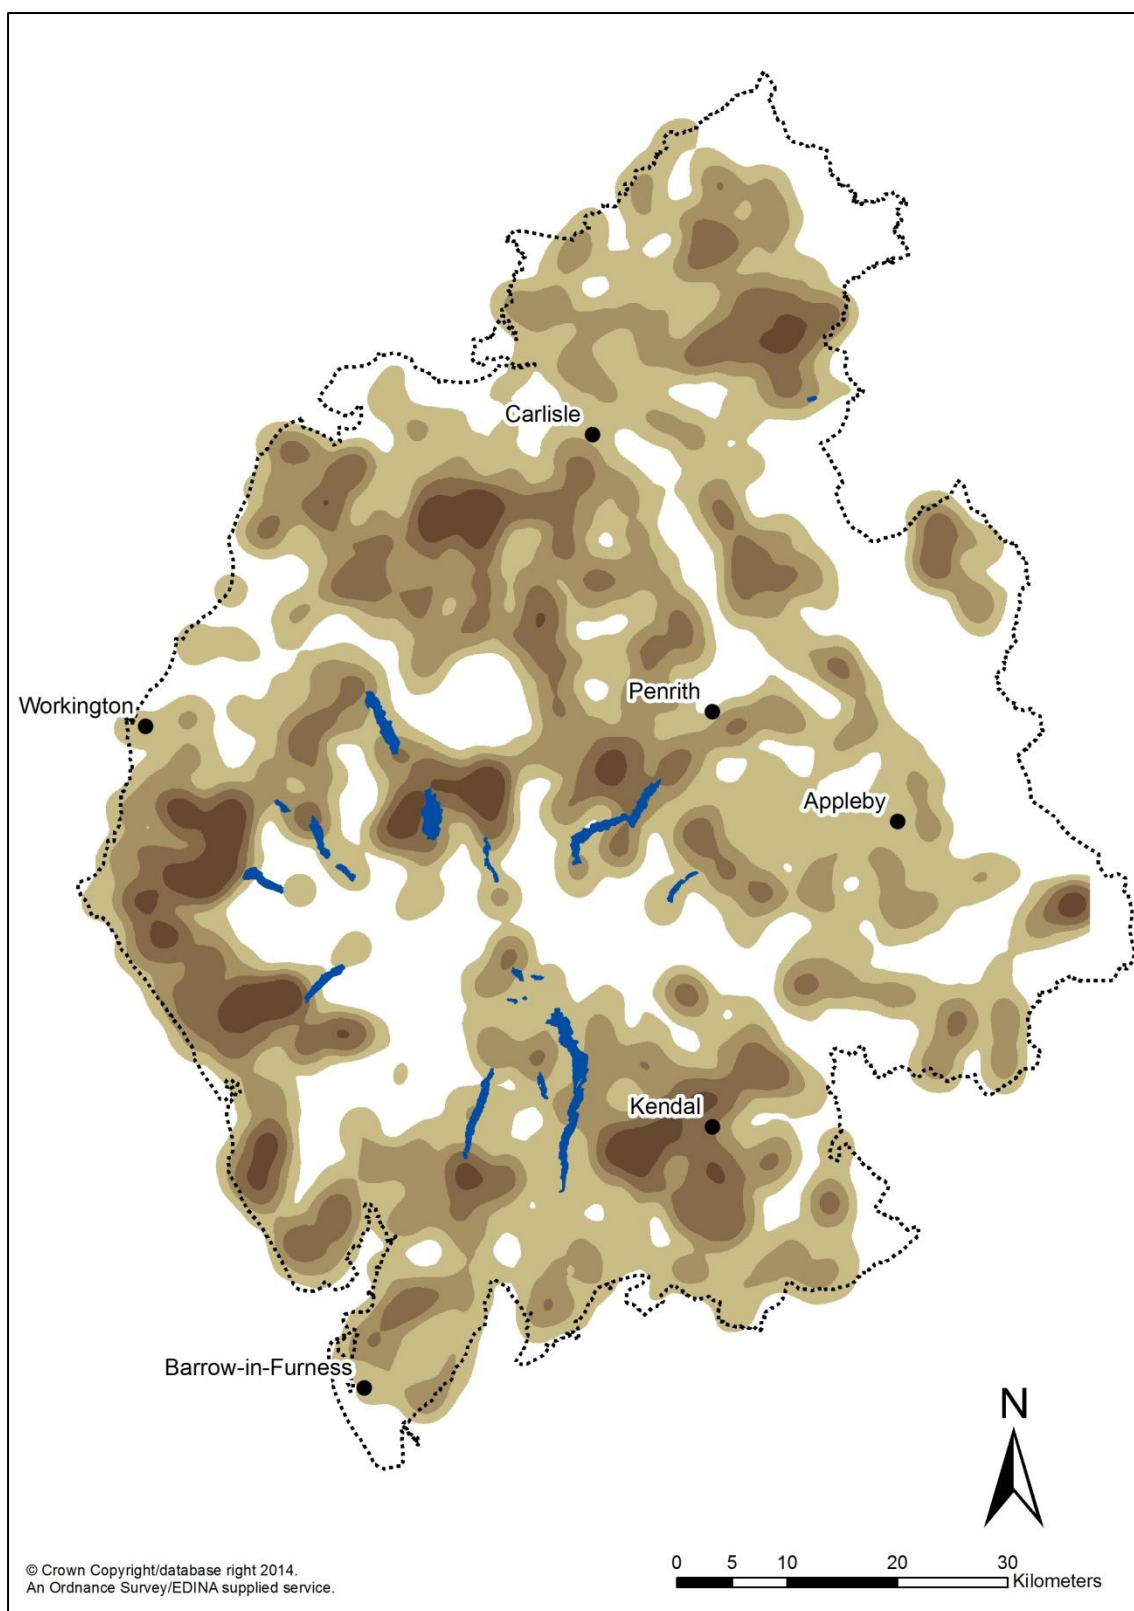 Carlisle
Workington
Penrith
Appleby
Kendal
Barrow-in-Furness
N
© Crown Copyright/database right 2014.
An Ordnance Survey/EDINA supplied service.
0 5 10 20 30
Kilometers